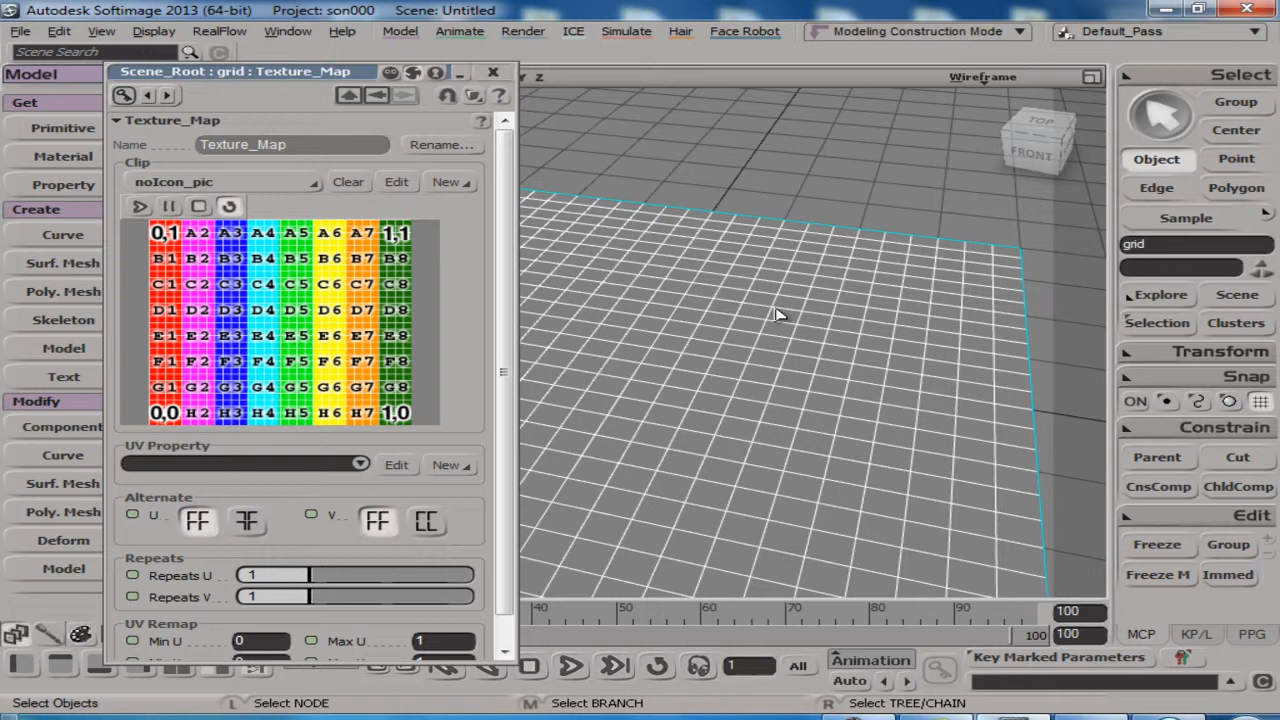 Autodesk Softimage 2013 (64-bit) Project: son000 Scene: Untitled
File Edit View Display RealFlow Window Help Model Animate Render ICE Simulate Hair Face Robot Modeling Construction Mode Default_Pass
Scene Search
Model
Get
Primitive
Material
Property
Create
Curve
Surf. Mesh
Poly. Mesh
Skeleton
Model
Text
Modify
Component
Curve
Surf. Mesh
Poly. Mesh
Deform
Model
Scene_Root : grid : Texture_Map
Texture_Map
Name Texture_Map Rename...
Clip
noIcon_pic Clear Edit New
0,1 A2 A3 A4 A5 A6 A7 1,1
B1 B2 B3 B4 B5 B6 B7 B8
C1 C2 C3 C4 C5 C6 C7 C8
D1 D2 D3 D4 D5 D6 D7 D8
E1 E2 E3 E4 E5 E6 E7 E8
F1 F2 F3 F4 F5 F6 F7 F8
G1 G2 G3 G4 G5 G6 G7 G8
0,0 H2 H3 H4 H5 H6 H7 1,0
UV Property
Edit New
Alternate
U FF V FF
Repeats
Repeats U 1
Repeats V 1
UV Remap
Min U 0 Max U 1
Y Z Wireframe
TOP
FRONT
40 50 60 70 80 90 100
100 100
1 All Animation
Auto
Key Marked Parameters
Select
Group
Center
Object Point
Edge Polygon
Sample
grid
Explore Scene
Selection Clusters
Transform
Snap
ON
Constrain
Parent Cut
CnsComp ChldComp
Edit
Freeze Group
Freeze M Immed
MCP KP/L PPG
Select Objects L Select NODE M Select BRANCH R Select TREE/CHAIN